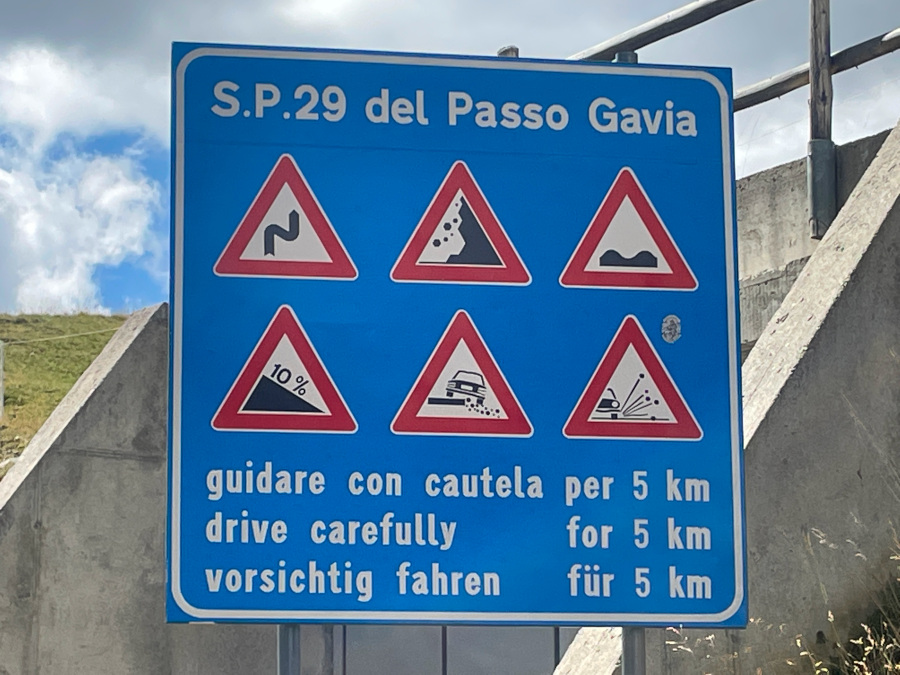 S.P.29 del Passo Gavia
10%
guidare con cautela per 5 km
drive carefully for 5 km
vorsichtig fahren für 5 km